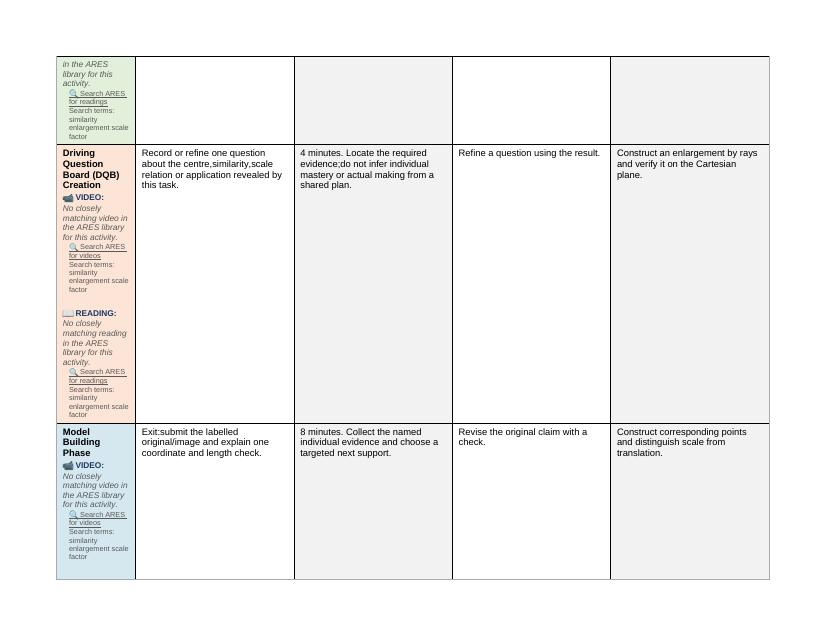 in the ARES
library for this
activity.
🔍 Search ARES
for readings
Search terms:
similarity
enlargement scale
factor
Driving
Question
Board (DQB)
Creation
📹 VIDEO:
No closely
matching video in
the ARES library
for this activity.
🔍 Search ARES
for videos
Search terms:
similarity
enlargement scale
factor
📖 READING:
No closely
matching reading
in the ARES
library for this
activity.
🔍 Search ARES
for readings
Search terms:
similarity
enlargement scale
factor
Record or refine one question
about the centre,similarity,scale
relation or application revealed by
this task.
4 minutes. Locate the required
evidence;do not infer individual
mastery or actual making from a
shared plan.
Refine a question using the result.
Construct an enlargement by rays
and verify it on the Cartesian
plane.
Model
Building
Phase
📹 VIDEO:
No closely
matching video in
the ARES library
for this activity.
🔍 Search ARES
for videos
Search terms:
similarity
enlargement scale
factor
Exit:submit the labelled
original/image and explain one
coordinate and length check.
8 minutes. Collect the named
individual evidence and choose a
targeted next support.
Revise the original claim with a
check.
Construct corresponding points
and distinguish scale from
translation.